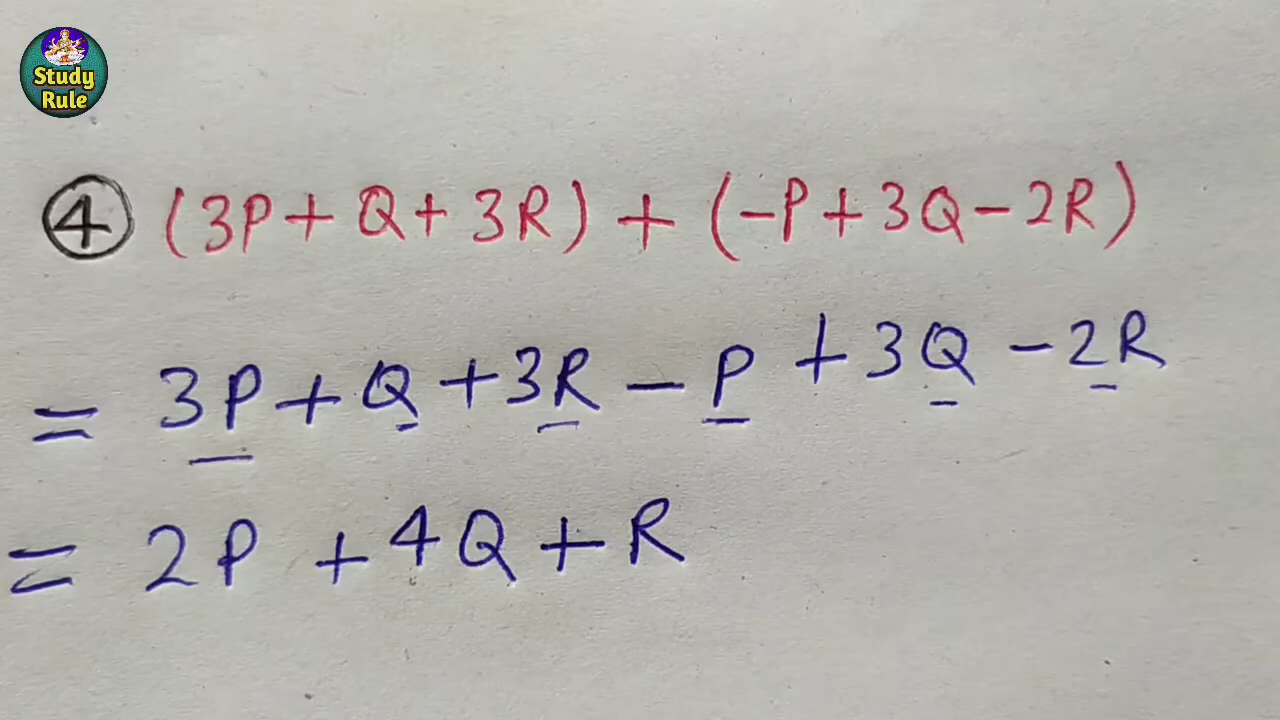 Study
Rule
④ (3P + Q + 3R) + (-P + 3Q - 2R)
= 3P + Q + 3R - P + 3Q - 2R
= 2P + 4Q + R